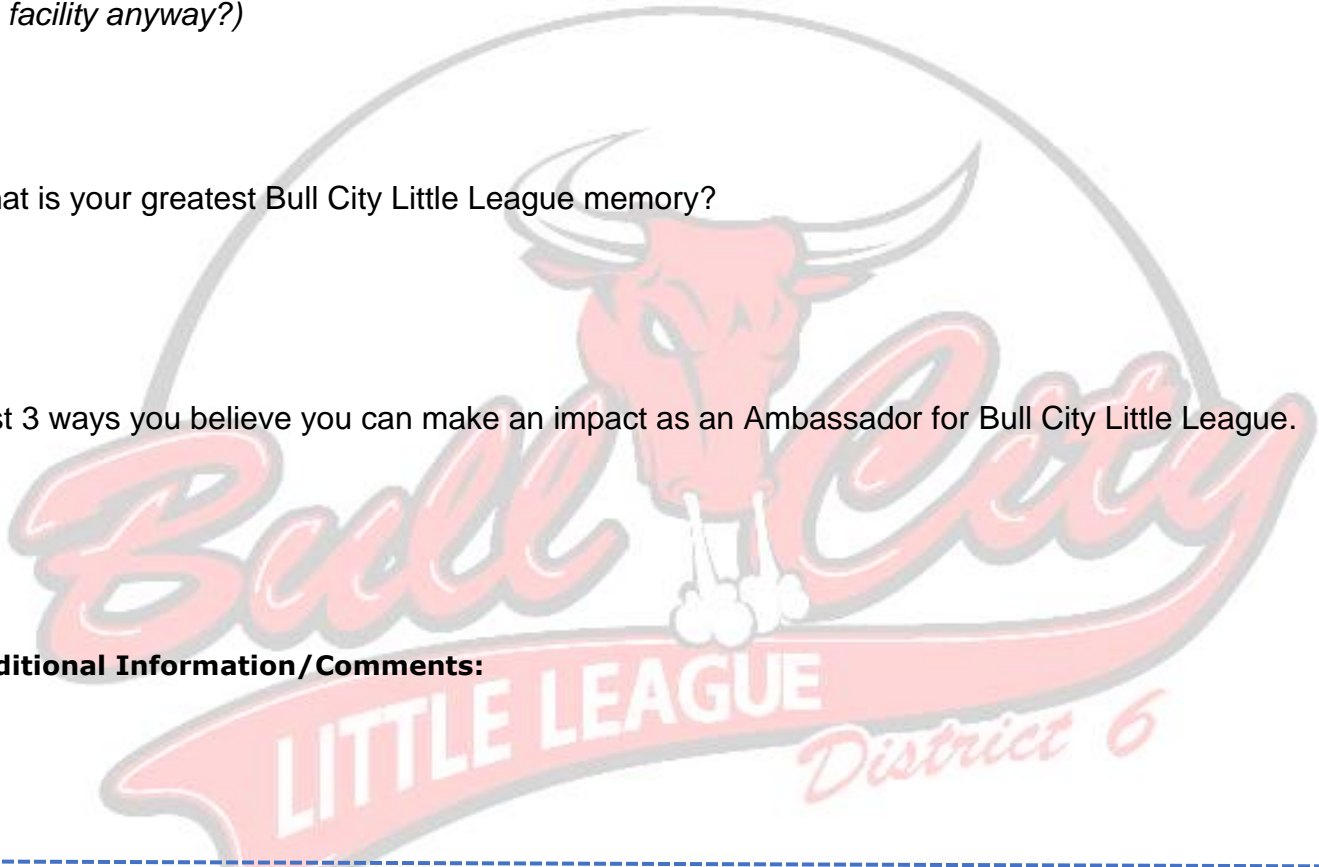 facility anyway?)
hat is your greatest Bull City Little League memory?
st 3 ways you believe you can make an impact as an Ambassador for Bull City Little League.
Bull City
ditional Information/Comments:
LITTLE LEAGUE
District 6